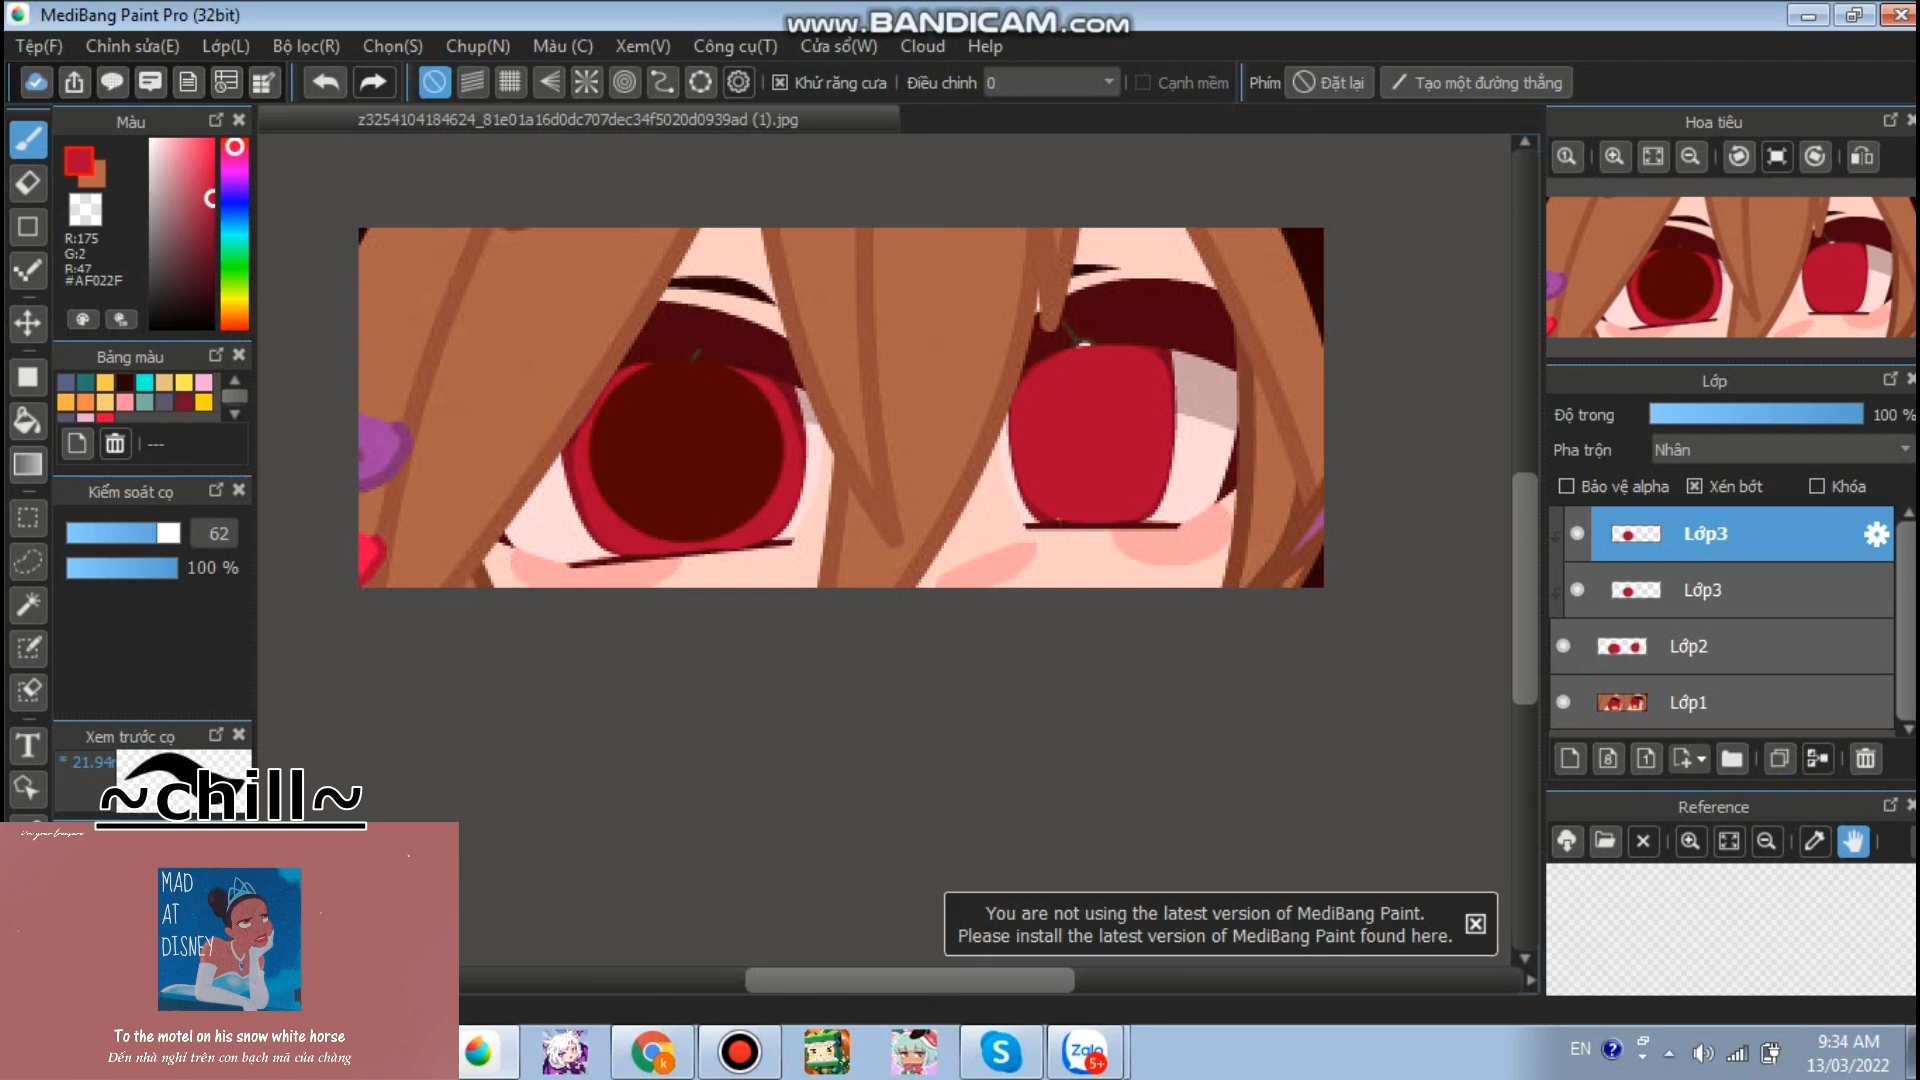 MediBang Paint Pro (32bit)
www.BANDICAM.com
Tệp(F) Chỉnh sửa(E) Lớp(L) Bộ lọc(R) Chọn(S) Chụp(N) Màu (C) Xem(V) Công cụ(T) Cửa sổ(W) Cloud Help
Khử răng cưa Điều chỉnh 0 Cạnh mềm Phím Đặt lại Tạo một đường thẳng
Màu
z3254104184624_81e01a16d0dc707dec34f5020d0939ad (1).jpg
Hoa tiêu
R:175
G:2
B:47
#AF022F
Bảng màu
---
Lớp
Độ trong 100 %
Pha trộn Nhân
Bảo vệ alpha Xén bớt Khóa
Kiểm soát cọ
62
100 %
Lớp3
Lớp3
Lớp2
Lớp1
Xem trước cọ
* 21.94
~chill~
Reference
i'm your treasure
MAD
AT
DISNEY
You are not using the latest version of MediBang Paint.
Please install the latest version of MediBang Paint found here.
To the motel on his snow white horse
Đến nhà nghỉ trên con bạch mã của chàng
k
S
Zalo
5+
EN
9:34 AM
13/03/2022